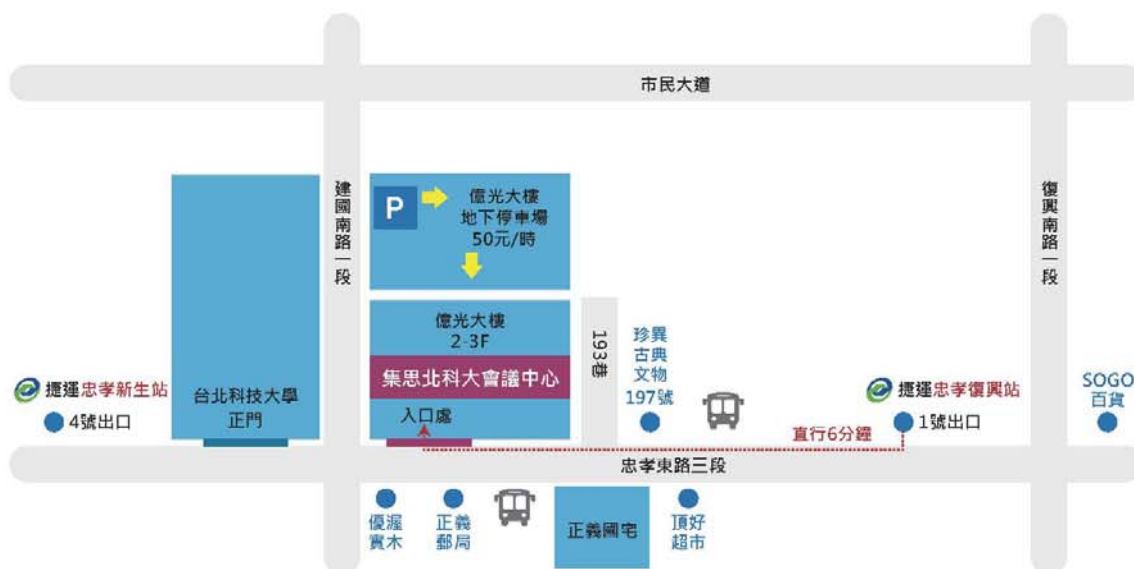 市民大道
建國南路一段
復興南路一段
P
億光大樓
地下停車場
50元/時
億光大樓
2-3F
集思北科大會議中心
入口處
193巷
珍異
古典
文物
197號
捷運忠孝新生站
4號出口
台北科技大學
正門
捷運忠孝復興站
1號出口
SOGO
百貨
直行6分鐘
忠孝東路三段
優渥
實木
正義
郵局
正義國宅
頂好
超市